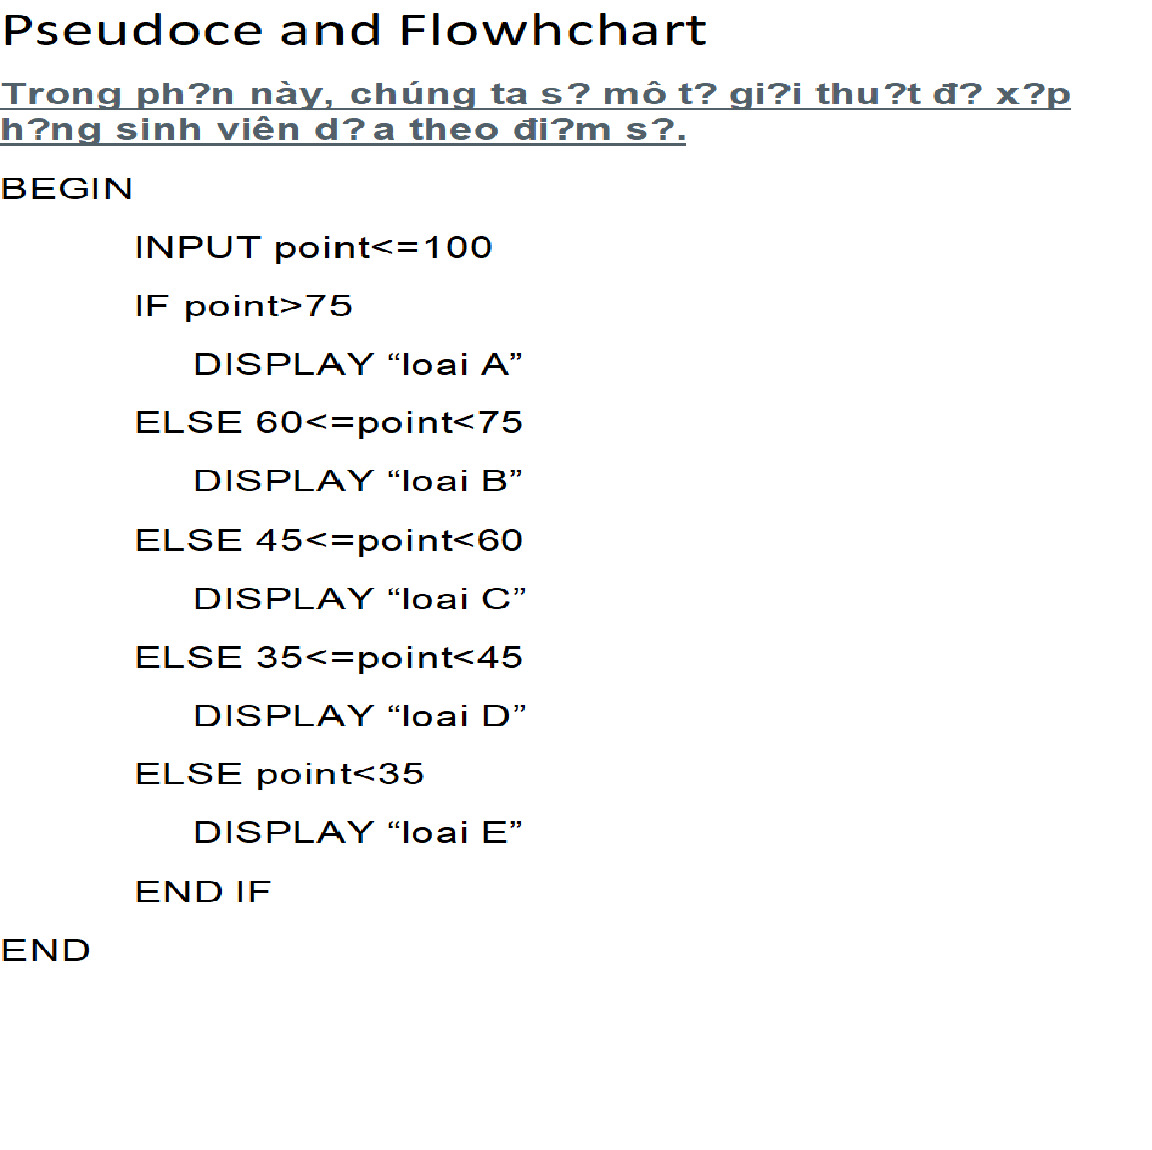 Pseudoce and Flowhchart
Trong ph?n này, chúng ta s? mô t? gi?i thu?t đ? x?p
h?ng sinh viên d?a theo đi?m s?.
BEGIN
INPUT point<=100
IF point>75
DISPLAY “loai A”
ELSE 60<=point<75
DISPLAY “loai B”
ELSE 45<=point<60
DISPLAY “loai C”
ELSE 35<=point<45
DISPLAY “loai D”
ELSE point<35
DISPLAY “loai E”
END IF
END